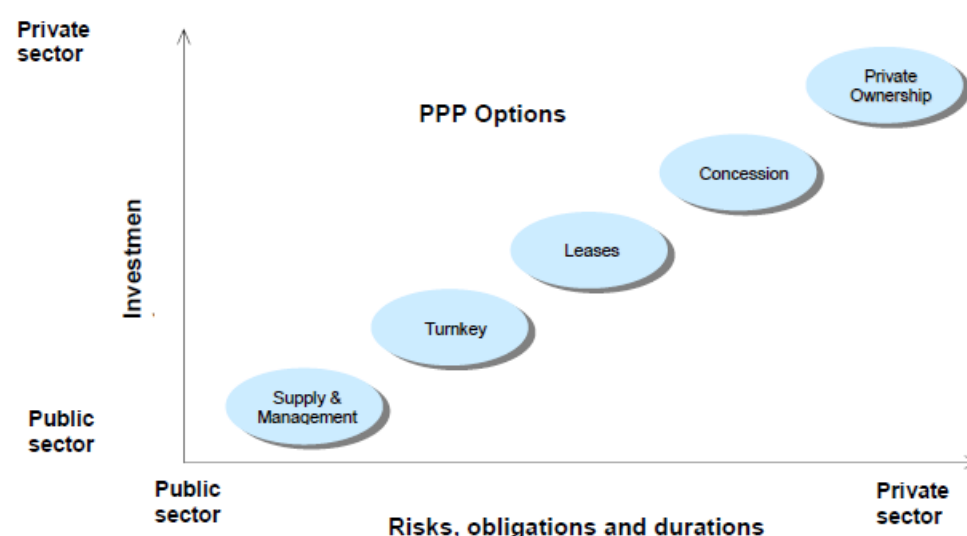 Private
sector
PPP Options
Private
Ownership
Concession
Leases
Turnkey
Supply &
Management
Investmen
Public
sector
Public
sector
Private
sector
Risks, obligations and durations